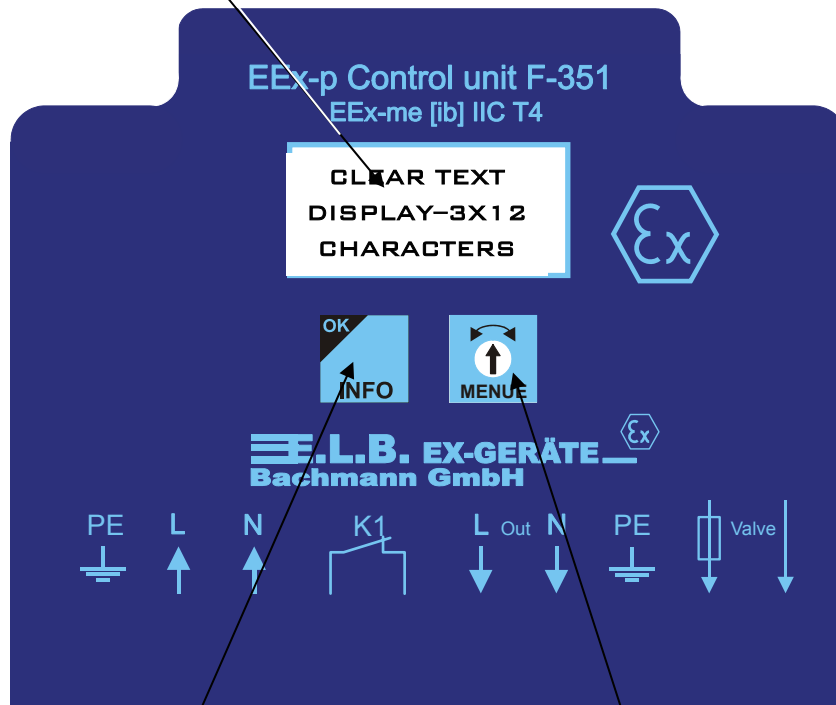 EEx-p Control unit F-351
EEx-me [ib] IIC T4
CLEAR TEXT
DISPLAY-3X12
CHARACTERS
Ex
OK
INFO
MENUE
E.L.B. EX-GERÄTE
Ex
Bachmann GmbH
PE L N K1 L Out N PE Valve